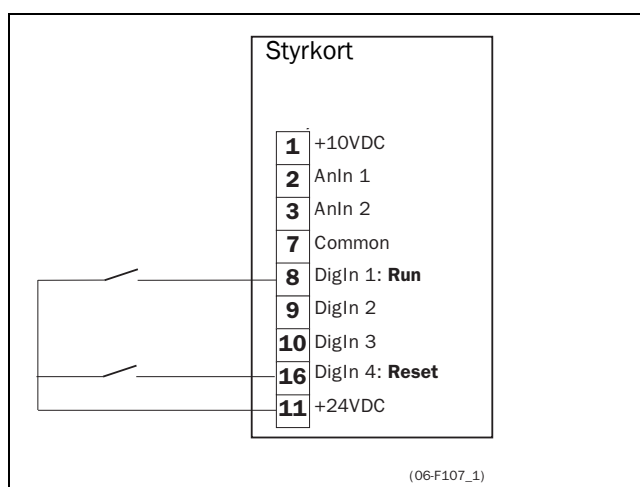 Styrkort
1 +10VDC
2 AnIn 1
3 AnIn 2
7 Common
8 DigIn 1: Run
9 DigIn 2
10 DigIn 3
16 DigIn 4: Reset
11 +24VDC
(06-F107_1)